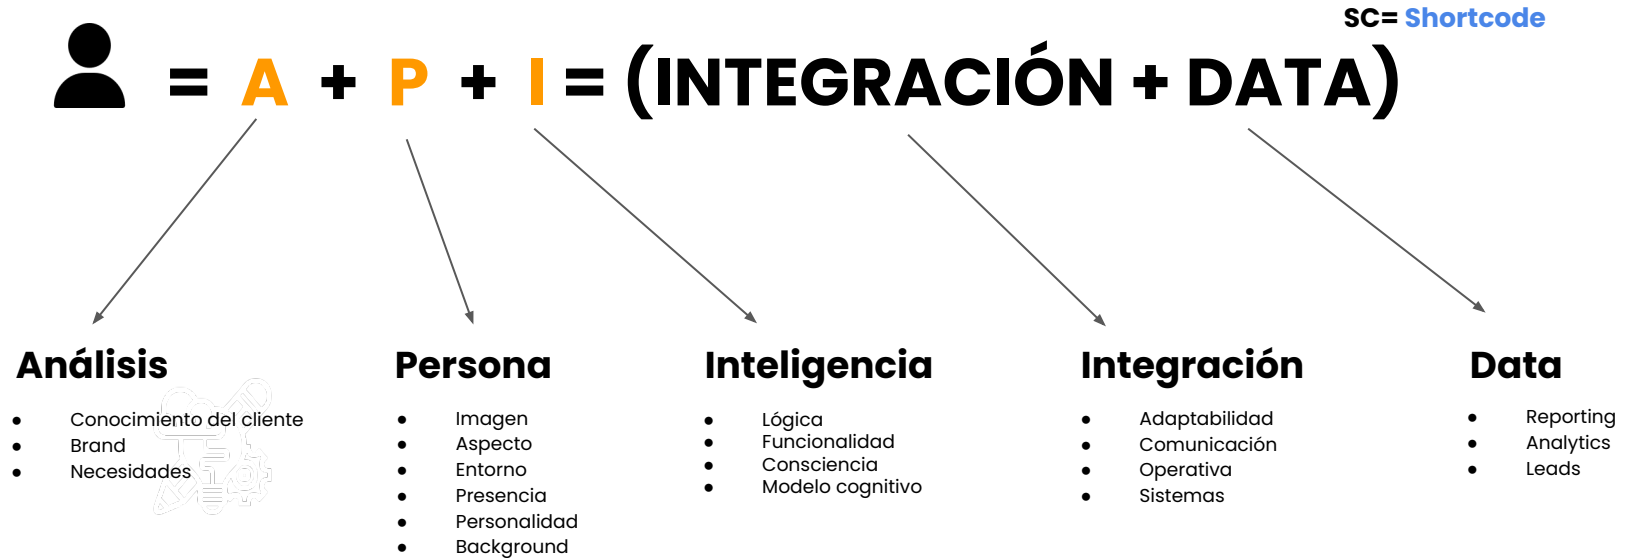 SC= Shortcode
= A + P + I = (INTEGRACIÓN + DATA)
Análisis
● Conocimiento del cliente
● Brand
● Necesidades
Persona
● Imagen
● Aspecto
● Entorno
● Presencia
● Personalidad
● Background
Inteligencia
● Lógica
● Funcionalidad
● Consciencia
● Modelo cognitivo
Integración
● Adaptabilidad
● Comunicación
● Operativa
● Sistemas
Data
● Reporting
● Analytics
● Leads